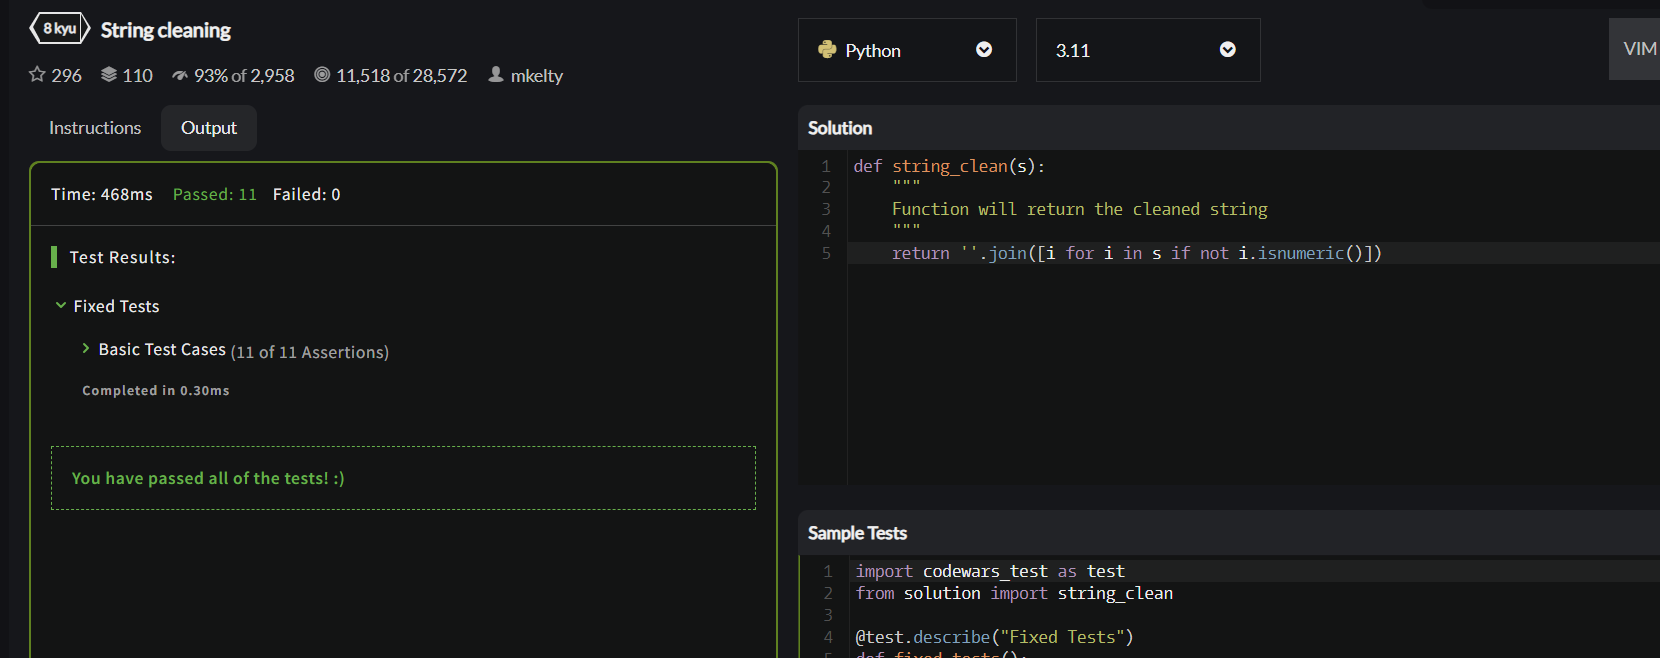 8 kyu String cleaning
296 110 93% of 2,958 11,518 of 28,572 mkelty
Instructions Output
Time: 468ms Passed: 11 Failed: 0
Test Results:
Fixed Tests
Basic Test Cases (11 of 11 Assertions)
Completed in 0.30ms
You have passed all of the tests! :)
Python 3.11 VIM
Solution
1 def string_clean(s):
2 """
3 Function will return the cleaned string
4 """
5 return ''.join([i for i in s if not i.isnumeric()])
Sample Tests
1 import codewars_test as test
2 from solution import string_clean
3
4 @test.describe("Fixed Tests")
5 def fixed_tests():